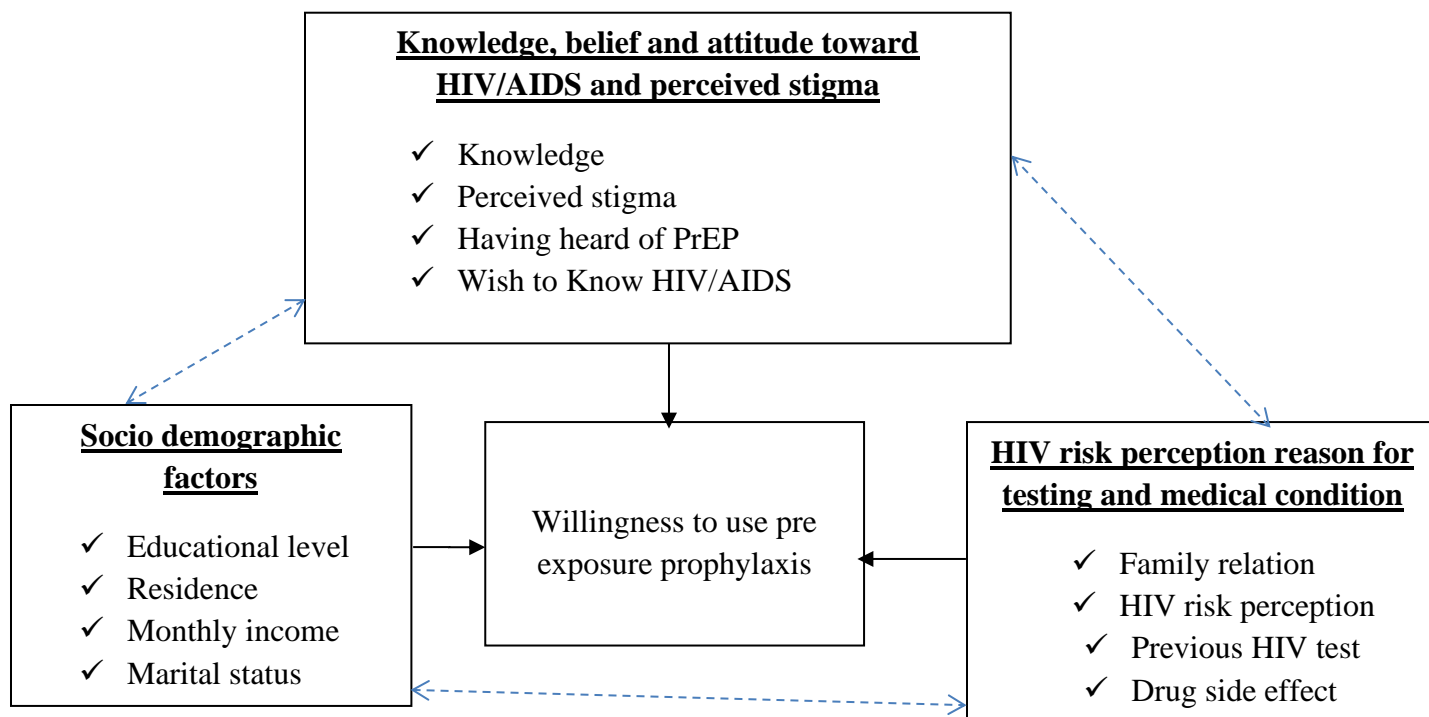 Knowledge, belief and attitude toward
HIV/AIDS and perceived stigma
✓ Knowledge
✓ Perceived stigma
✓ Having heard of PrEP
✓ Wish to Know HIV/AIDS
Socio demographic
factors
✓ Educational level
✓ Residence
✓ Monthly income
✓ Marital status
Willingness to use pre
exposure prophylaxis
HIV risk perception reason for
testing and medical condition
✓ Family relation
✓ HIV risk perception
✓ Previous HIV test
✓ Drug side effect